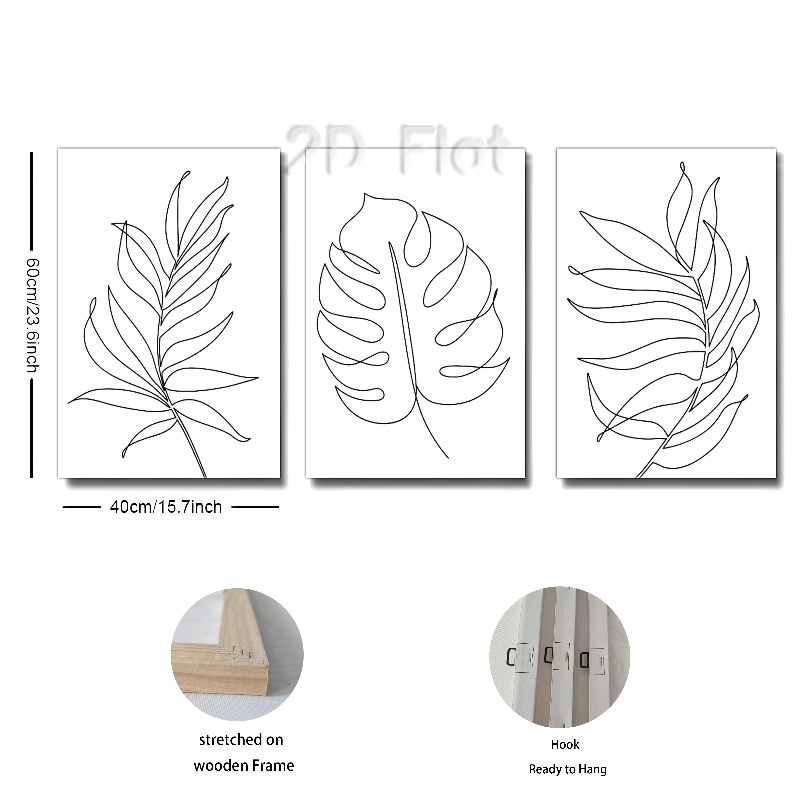 2D Flat
60cm/23.6inch
40cm/15.7inch
stretched on
wooden Frame
Hook
Ready to Hang